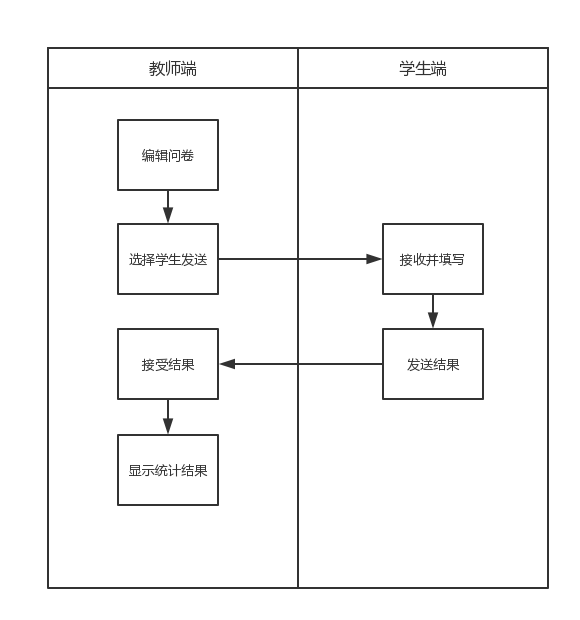 教师端
学生端
编辑问卷
选择学生发送
接收并填写
接受结果
发送结果
显示统计结果